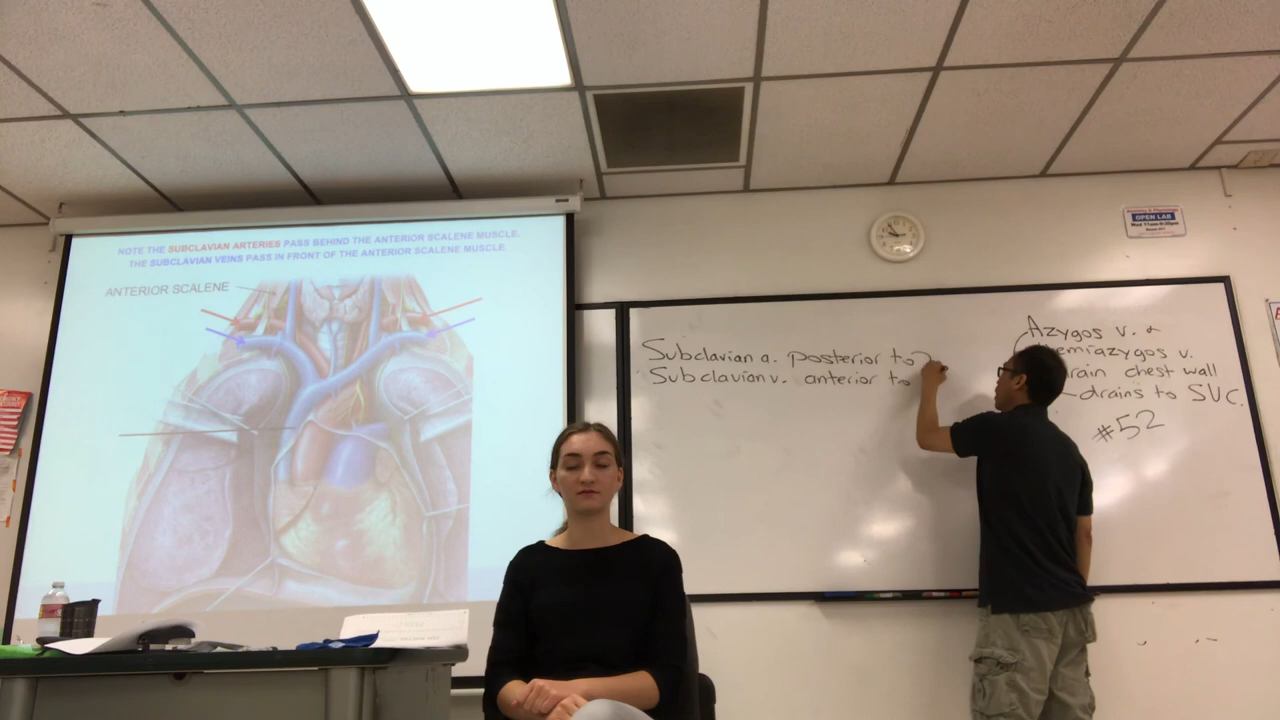 NOTE THE SUBCLAVIAN ARTERIES PASS BEHIND THE ANTERIOR SCALENE MUSCLE.
THE SUBCLAVIAN VEINS PASS IN FRONT OF THE ANTERIOR SCALENE MUSCLE.
ANTERIOR SCALENE
Subclavian a. posterior to
Subclavian v. anterior to
Azygos v. &
hemiazygos v.
drain chest wall
drains to SVC.
#52
OPEN LAB